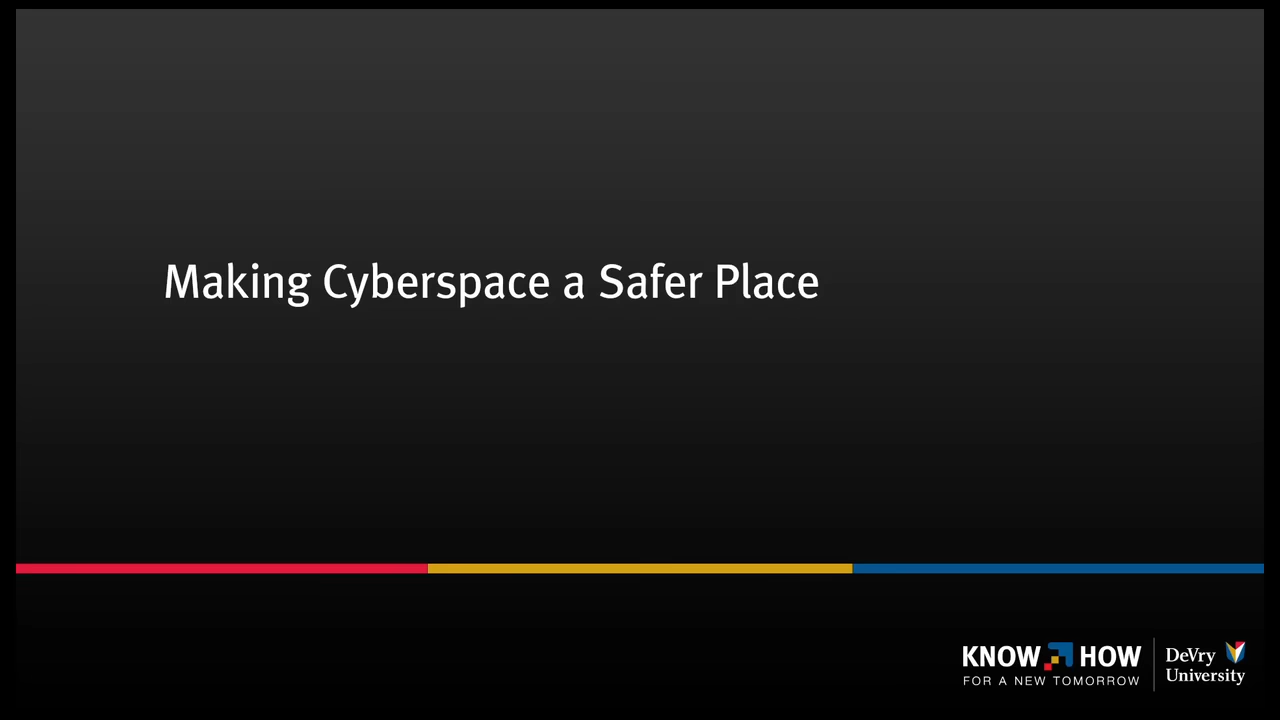 Making Cyberspace a Safer Place
KNOW HOW
FOR A NEW TOMORROW
DeVry
University